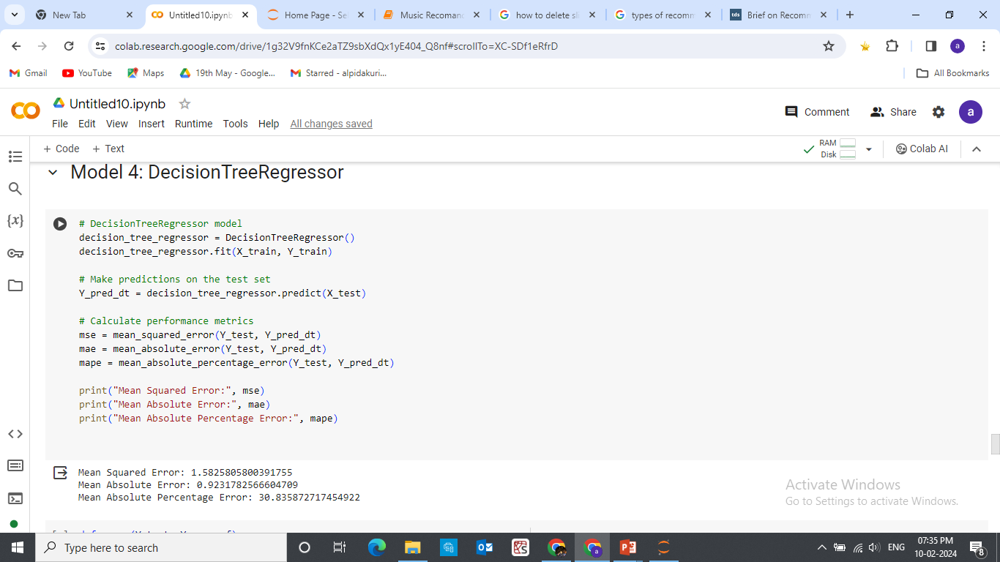 New Tab
Untitled10.ipynb
Home Page - Se
Music Recoman
how to delete sl
types of recomm
Brief on Recomm
colab.research.google.com/drive/1g32V9fnKCe2aTZ9sbXdQx1yE404_Q8nf#scrollTo=XC-SDf1eRfrD
a
Gmail
YouTube
Maps
19th May - Google...
Starred - alpidakuri...
All Bookmarks
CO
Untitled10.ipynb
Comment
Share
a
File Edit View Insert Runtime Tools Help All changes saved
+ Code + Text
RAM
Disk
Colab AI
Model 4: DecisionTreeRegressor
{x}
# DecisionTreeRegressor model
decision_tree_regressor = DecisionTreeRegressor()
decision_tree_regressor.fit(X_train, Y_train)
# Make predictions on the test set
Y_pred_dt = decision_tree_regressor.predict(X_test)
# Calculate performance metrics
mse = mean_squared_error(Y_test, Y_pred_dt)
mae = mean_absolute_error(Y_test, Y_pred_dt)
mape = mean_absolute_percentage_error(Y_test, Y_pred_dt)
print("Mean Squared Error:", mse)
print("Mean Absolute Error:", mae)
print("Mean Absolute Percentage Error:", mape)
Mean Squared Error: 1.5825805800391755
Mean Absolute Error: 0.9231782566604709
Mean Absolute Percentage Error: 30.835872717454922
Activate Windows
Go to Settings to activate Windows.
Type here to search
ENG
07:35 PM
10-02-2024
8